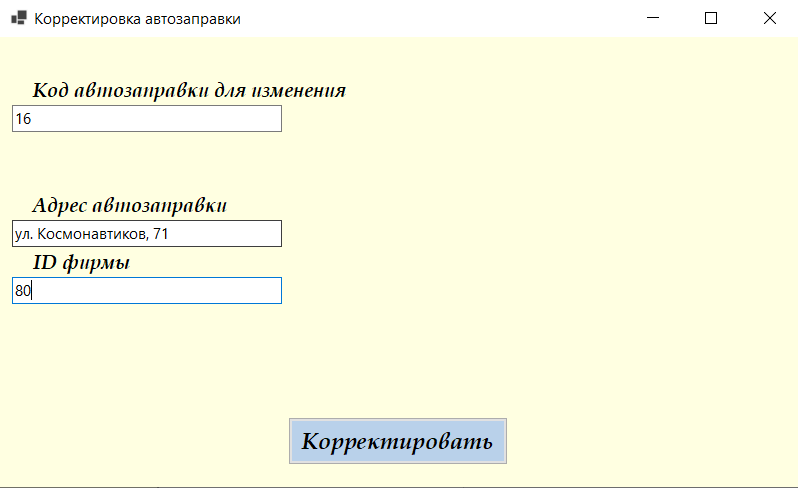 Корректировка автозаправки
Код автозаправки для изменения
16
Адрес автозаправки
ул. Космонавтиков, 71
ID фирмы
80
Корректировать